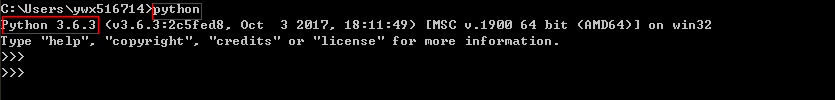 C:\Users\ywx516714>python
Python 3.6.3 (v3.6.3:2c5fed8, Oct  3 2017, 18:11:49) [MSC v.1900 64 bit (AMD64)] on win32
Type "help", "copyright", "credits" or "license" for more information.
>>>
>>>